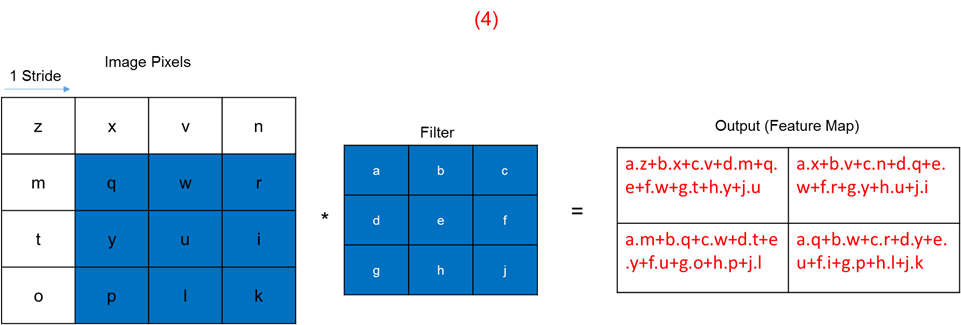 (4)
Image Pixels
1 Stride
z x v n
m q w r
t y u i
o p l k
*
Filter
a b c
d e f
g h j
=
Output (Feature Map)
a.z+b.x+c.v+d.m+q.
e+f.w+g.t+h.y+j.u
a.x+b.v+c.n+d.q+e.
w+f.r+g.y+h.u+j.i
a.m+b.q+c.w+d.t+e
.y+f.u+g.o+h.p+j.l
a.q+b.w+c.r+d.y+e.
u+f.i+g.p+h.l+j.k